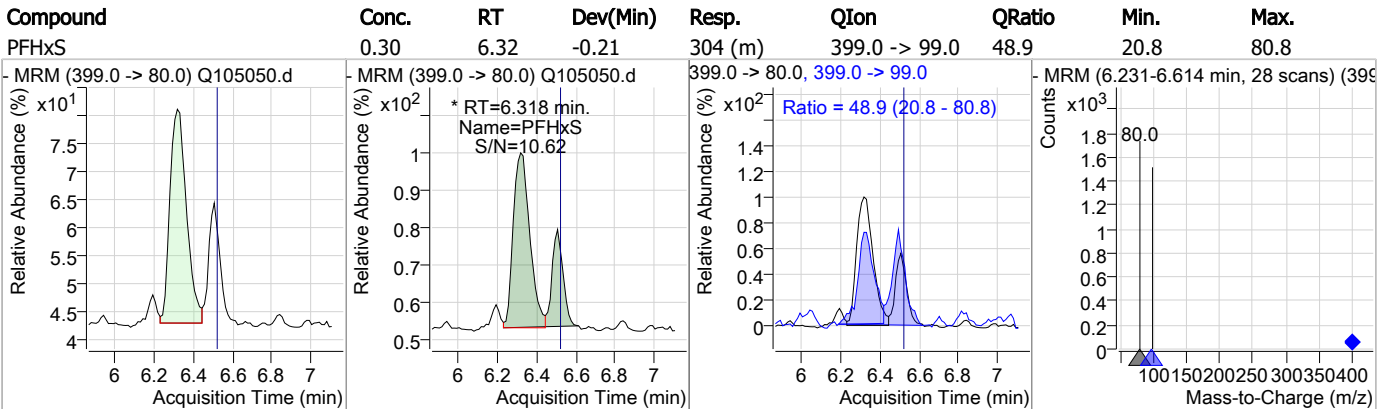 Compound Conc. RT Dev(Min) Resp. QIon QRatio Min. Max.
PFHxS 0.30 6.32 -0.21 304 (m) 399.0 -> 99.0 48.9 20.8 80.8
- MRM (399.0 -> 80.0) Q105050.d
x10¹
Relative Abundance (%)
7.5
7
6.5
6
5.5
5
4.5
4
6 6.2 6.4 6.6 6.8 7
Acquisition Time (min)
- MRM (399.0 -> 80.0) Q105050.d
x10²
* RT=6.318 min.
Name=PFHxS
S/N=10.62
Relative Abundance (%)
1
0.9
0.8
0.7
0.6
0.5
6 6.2 6.4 6.6 6.8 7
Acquisition Time (min)
399.0 -> 80.0, 399.0 -> 99.0
x10²
Ratio = 48.9 (20.8 - 80.8)
Relative Abundance (%)
1.4
1.2
1
0.8
0.6
0.4
0.2
0
6 6.2 6.4 6.6 6.8 7
Acquisition Time (min)
- MRM (6.231-6.614 min, 28 scans) (399
x10³
Counts
80.0
1.8
1.6
1.4
1.2
1
0.8
0.6
0.4
0.2
0
100 150 200 250 300 350 400
Mass-to-Charge (m/z)